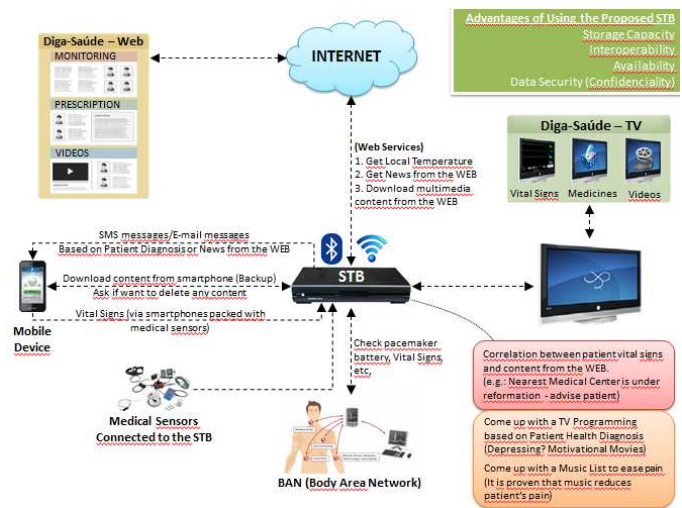 Advantages of Using the Proposed STB
Storage Capacity
Interoperability
Availability
Data Security (Confidenciality)
Diga-Saúde – Web
MONITORING
PRESCRIPTION
VIDEOS
INTERNET
(Web Services)
1. Get Local Temperature
2. Get News from the WEB
3. Download multimedia
content from the WEB
Diga-Saúde – TV
Vital Signs
Medicines
Videos
SMS messages/E-mail messages
Based on Patient Diagnosis or News from the WEB
Download content from smartphone (Backup)
Ask if want to delete any content
Vital Signs (via smartphones packed with
medical sensors)
Mobile
Device
STB
Check pacemaker
battery, Vital Signs,
etc,
Medical Sensors
Connected to the STB
BAN (Body Area Network)
Correlation between patient vital signs
and content from the WEB.
(e.g.: Nearest Medical Center is under
reformation - advise patient)
Come up with a TV Programming
based on Patient Health Diagnosis
(Depressing? Motivational Movies)
Come up with a Music List to ease pain
(It is proven that music reduces
patient's pain)